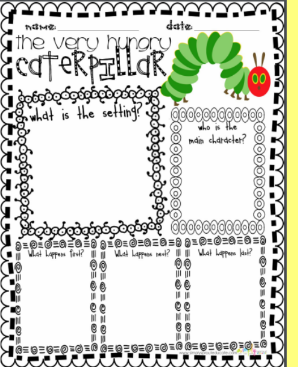 name: date:
the very hungry
caterpillar
what is the setting?
who is the
main character?
What happens first? What happens next? What happens last?